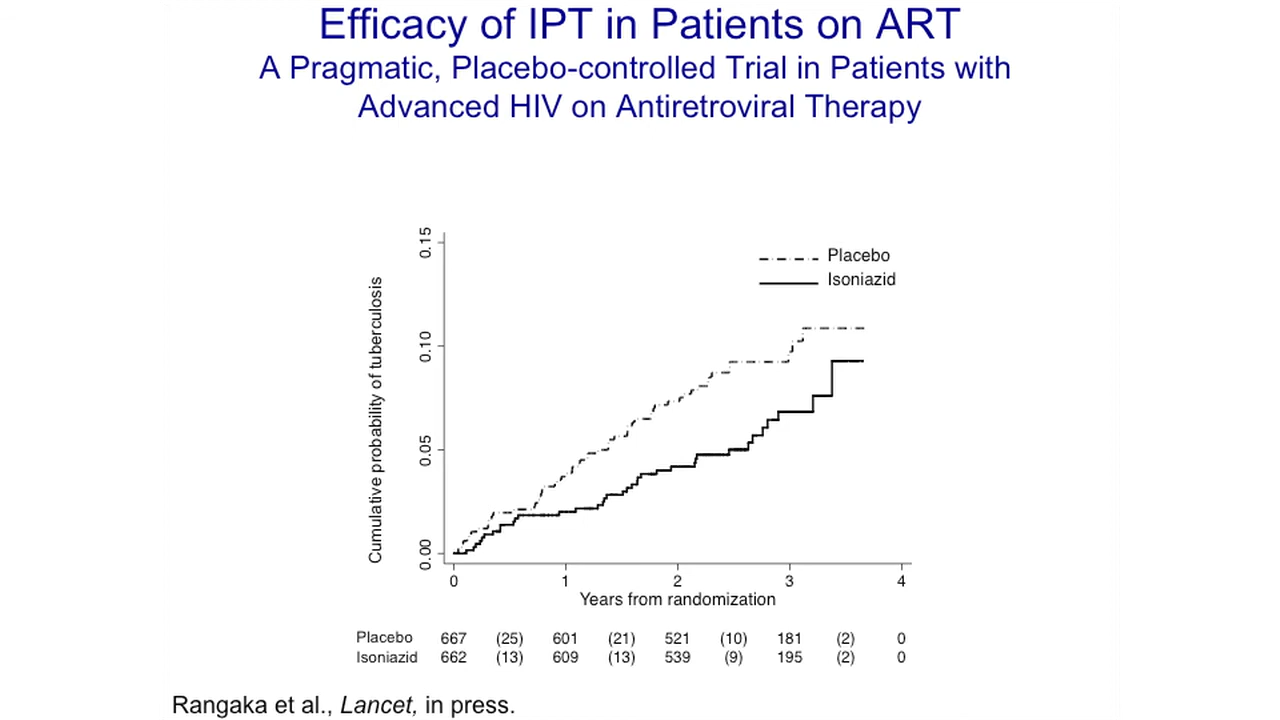 Efficacy of IPT in Patients on ART
A Pragmatic, Placebo-controlled Trial in Patients with
Advanced HIV on Antiretroviral Therapy
Placebo
Isoniazid
Cumulative probability of tuberculosis
0.15
0.10
0.05
0.00
0 1 2 3 4
Years from randomization
Placebo 667 (25) 601 (21) 521 (10) 181 (2) 0
Isoniazid 662 (13) 609 (13) 539 (9) 195 (2) 0
Rangaka et al., Lancet, in press.